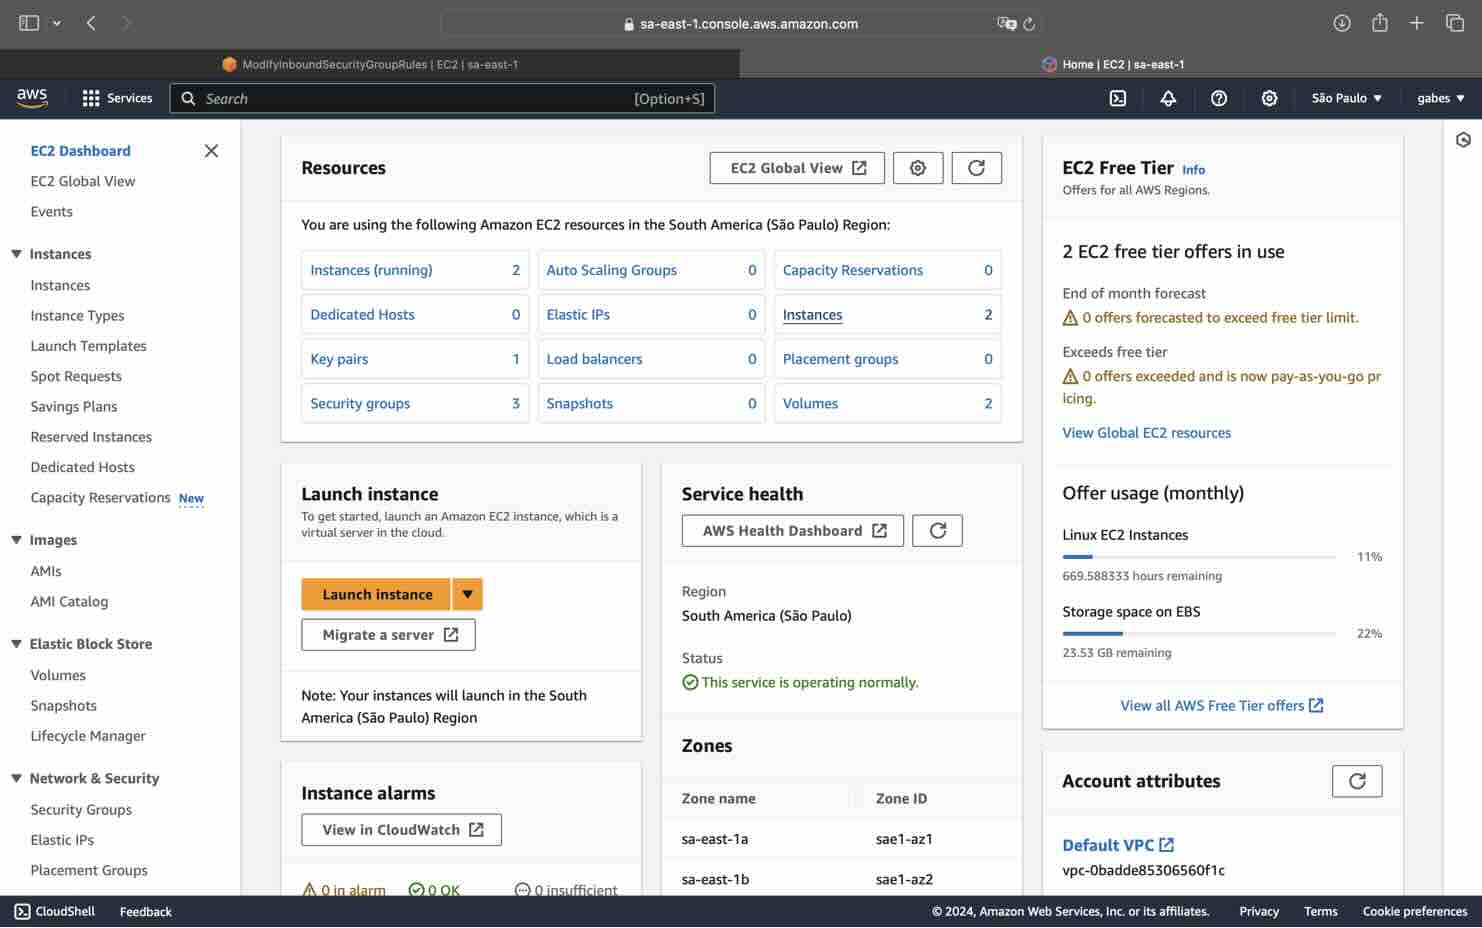 sa-east-1.console.aws.amazon.com
ModifyInboundSecurityGroupRules | EC2 | sa-east-1
Home | EC2 | sa-east-1
aws
Services
Search
[Option+S]
São Paulo
gabes
EC2 Dashboard
EC2 Global View
Events
Instances
Instances
Instance Types
Launch Templates
Spot Requests
Savings Plans
Reserved Instances
Dedicated Hosts
Capacity Reservations New
Images
AMIs
AMI Catalog
Elastic Block Store
Volumes
Snapshots
Lifecycle Manager
Network & Security
Security Groups
Elastic IPs
Placement Groups
Resources
EC2 Global View
You are using the following Amazon EC2 resources in the South America (São Paulo) Region:
Instances (running) 2
Auto Scaling Groups 0
Capacity Reservations 0
Dedicated Hosts 0
Elastic IPs 0
Instances 2
Key pairs 1
Load balancers 0
Placement groups 0
Security groups 3
Snapshots 0
Volumes 2
Launch instance
To get started, launch an Amazon EC2 instance, which is a
virtual server in the cloud.
Launch instance
Migrate a server
Note: Your instances will launch in the South
America (São Paulo) Region
Instance alarms
View in CloudWatch
0 in alarm
0 OK
0 insufficient
Service health
AWS Health Dashboard
Region
South America (São Paulo)
Status
This service is operating normally.
Zones
Zone name
Zone ID
sa-east-1a
sae1-az1
sa-east-1b
sae1-az2
EC2 Free Tier Info
Offers for all AWS Regions.
2 EC2 free tier offers in use
End of month forecast
0 offers forecasted to exceed free tier limit.
Exceeds free tier
0 offers exceeded and is now pay-as-you-go pr
icing.
View Global EC2 resources
Offer usage (monthly)
Linux EC2 Instances
11%
669.588333 hours remaining
Storage space on EBS
22%
23.53 GB remaining
View all AWS Free Tier offers
Account attributes
Default VPC
vpc-0badde85306560f1c
CloudShell
Feedback
© 2024, Amazon Web Services, Inc. or its affiliates.
Privacy
Terms
Cookie preferences